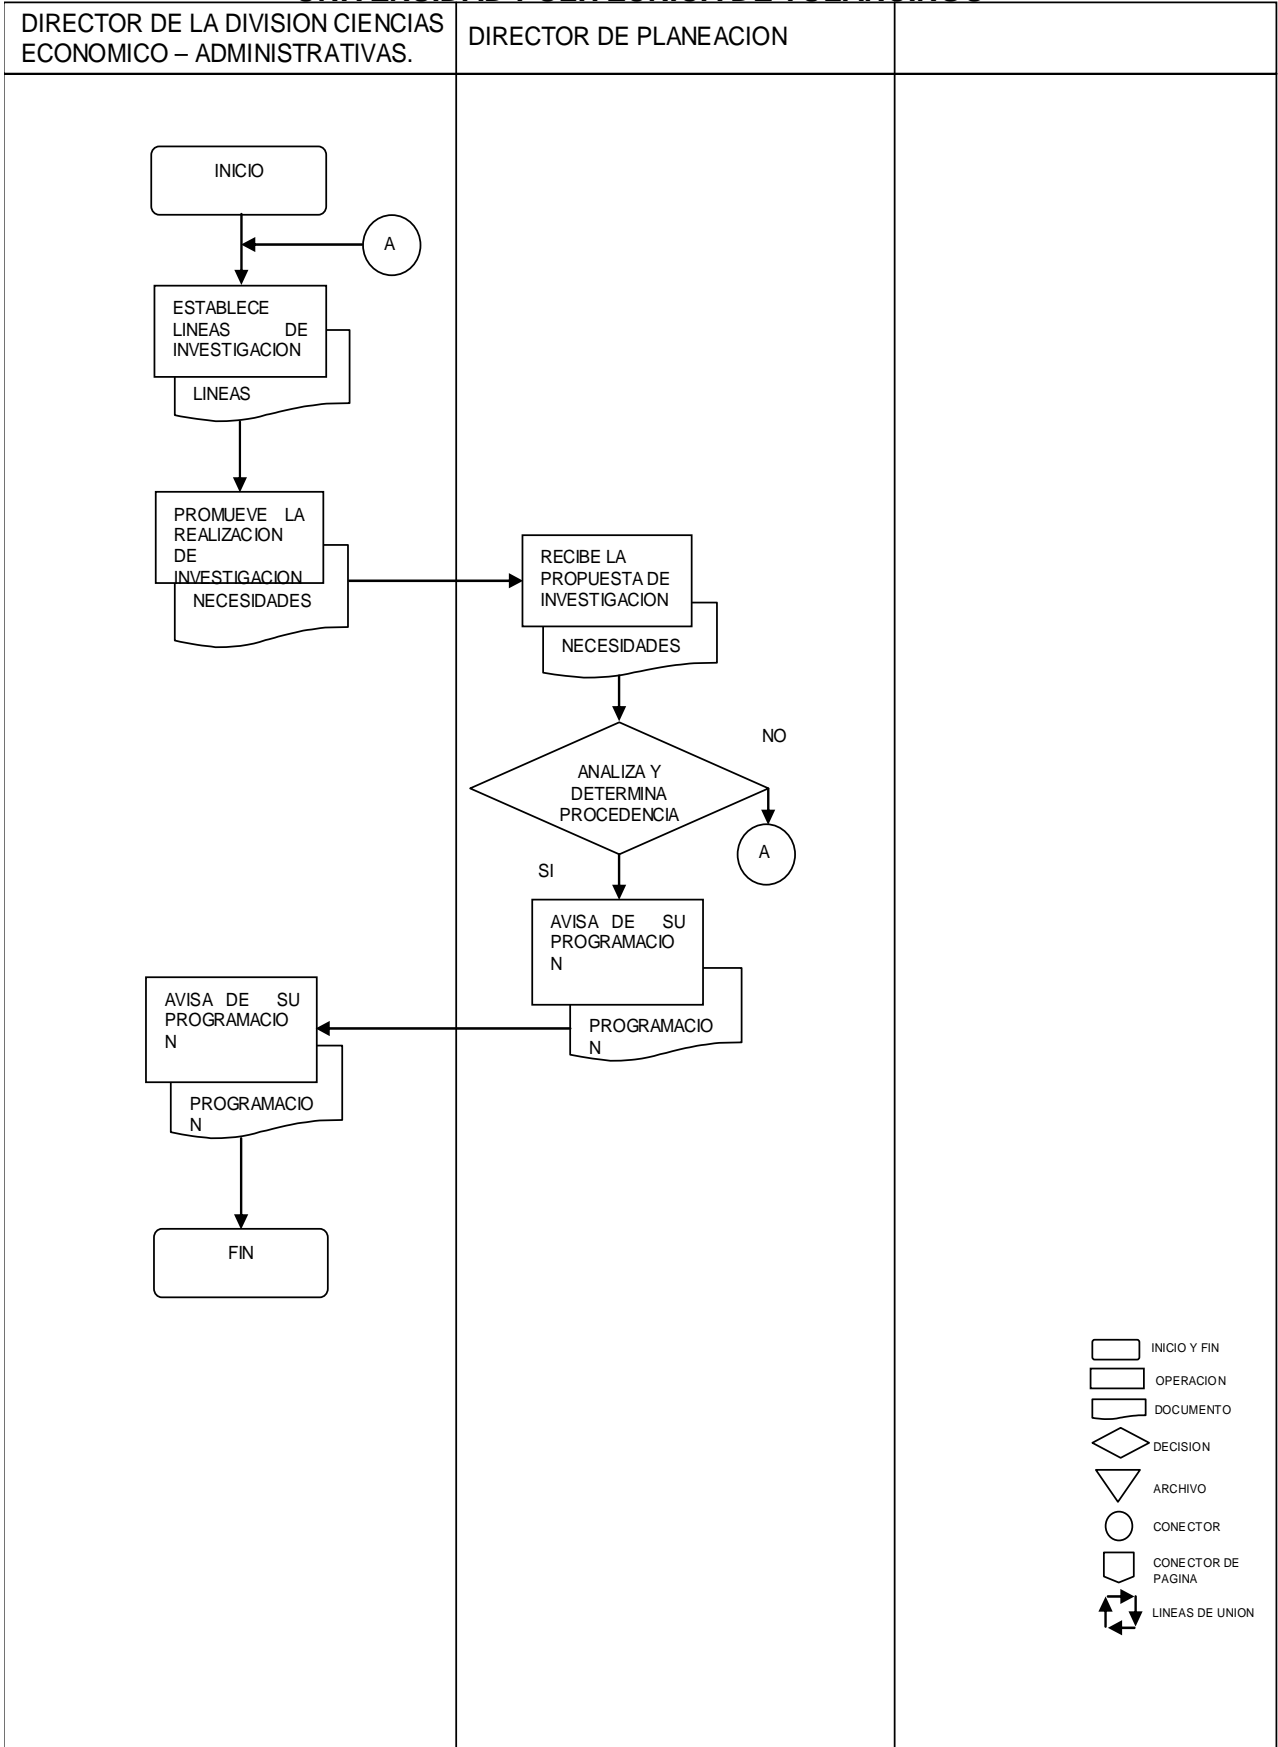 DIRECTOR DE LA DIVISION CIENCIAS
ECONOMICO – ADMINISTRATIVAS.
DIRECTOR DE PLANEACION
INICIO
A
ESTABLECE
LINEAS DE
INVESTIGACION
LINEAS
PROMUEVE LA
REALIZACION
DE
INVESTIGACION
NECESIDADES
RECIBE LA
PROPUESTA DE
INVESTIGACION
NECESIDADES
NO
ANALIZA Y
DETERMINA
PROCEDENCIA
A
SI
AVISA DE SU
PROGRAMACIO
N
PROGRAMACIO
N
AVISA DE SU
PROGRAMACIO
N
PROGRAMACIO
N
FIN
INICIO Y FIN
OPERACION
DOCUMENTO
DECISION
ARCHIVO
CONECTOR
CONECTOR DE
PAGINA
LINEAS DE UNION